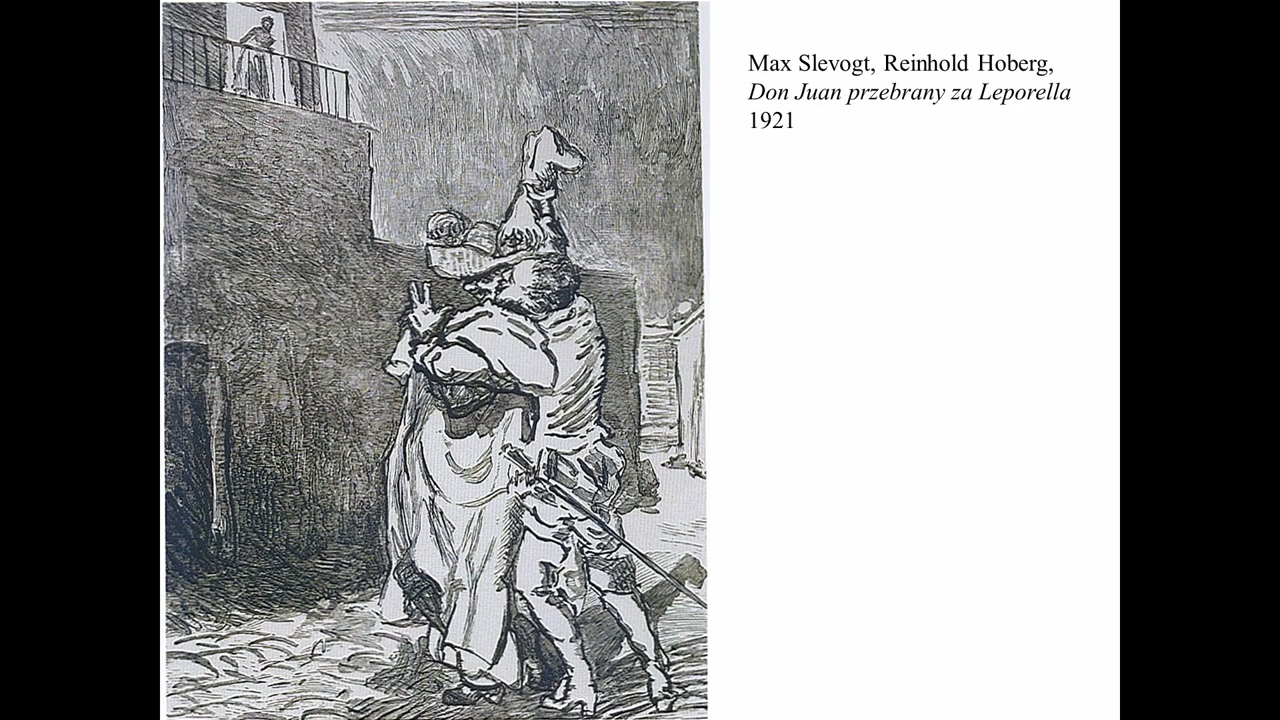 Max Slevogt, Reinhold Hoberg,
Don Juan przebrany za Leporella
1921